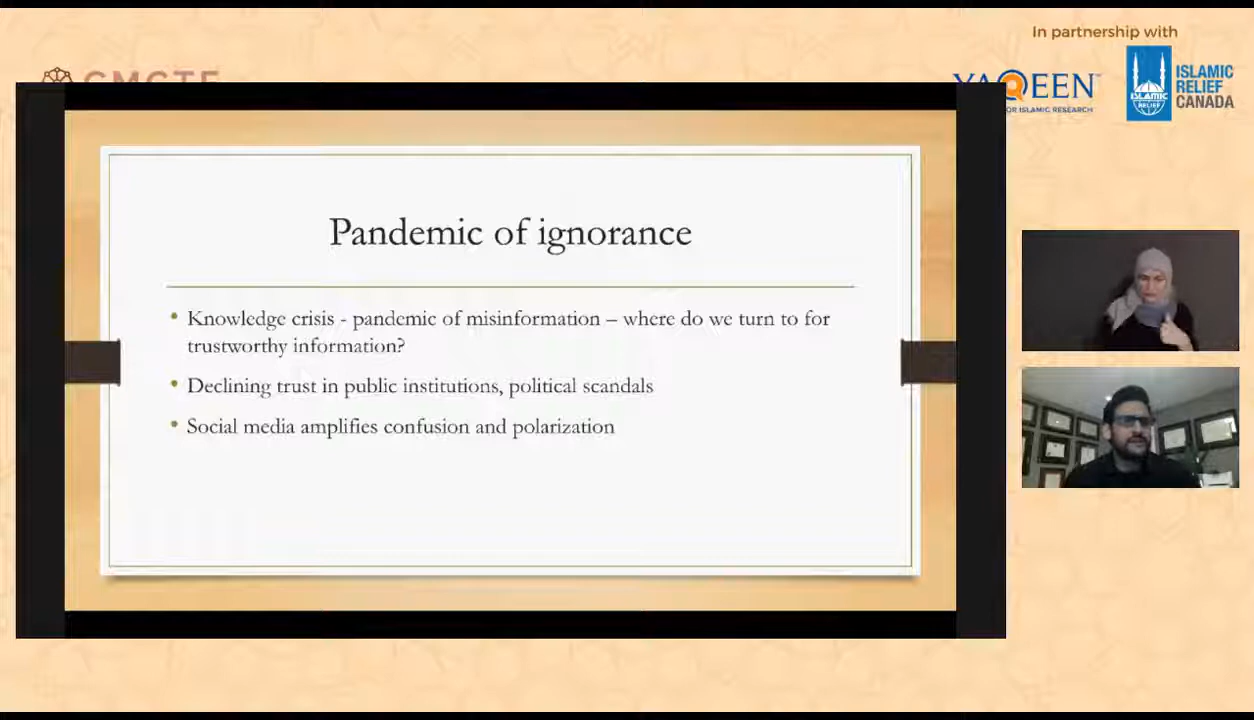 In partnership with
YAQEEN
FOR ISLAMIC RESEARCH
ISLAMIC
RELIEF
CANADA
ISLAMIC
RELIEF
Pandemic of ignorance
• Knowledge crisis - pandemic of misinformation – where do we turn to for
trustworthy information?
• Declining trust in public institutions, political scandals
• Social media amplifies confusion and polarization